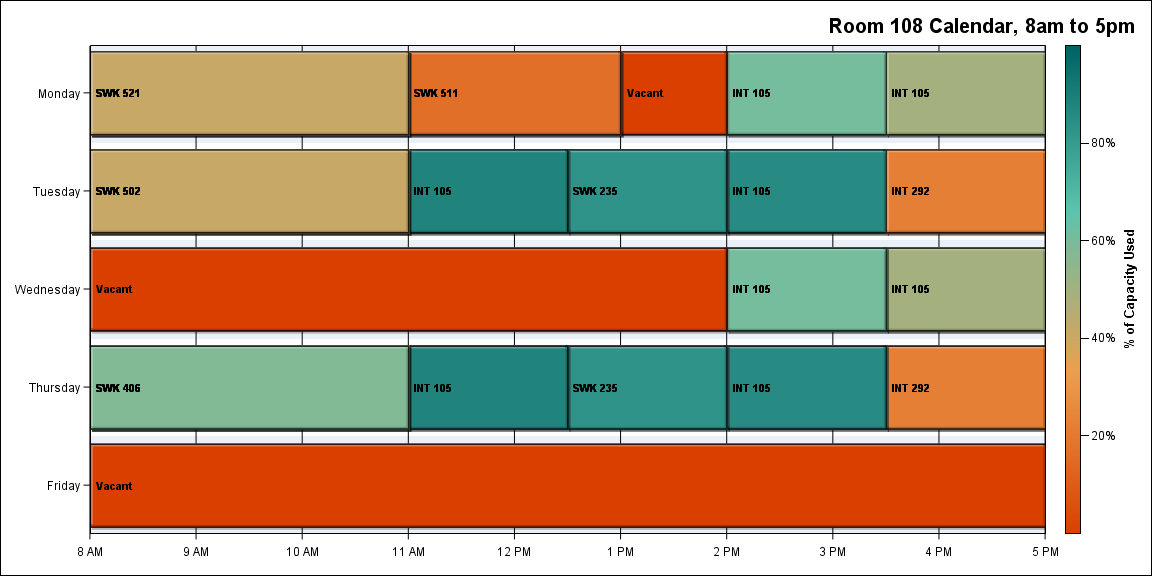 Room 108 Calendar, 8am to 5pm
Monday
SWK 521
SWK 511
Vacant
INT 105
INT 105
Tuesday
SWK 502
INT 105
SWK 235
INT 105
INT 292
Wednesday
Vacant
INT 105
INT 105
Thursday
SWK 406
INT 105
SWK 235
INT 105
INT 292
Friday
Vacant
8 AM
9 AM
10 AM
11 AM
12 PM
1 PM
2 PM
3 PM
4 PM
5 PM
80%
60%
40%
20%
% of Capacity Used